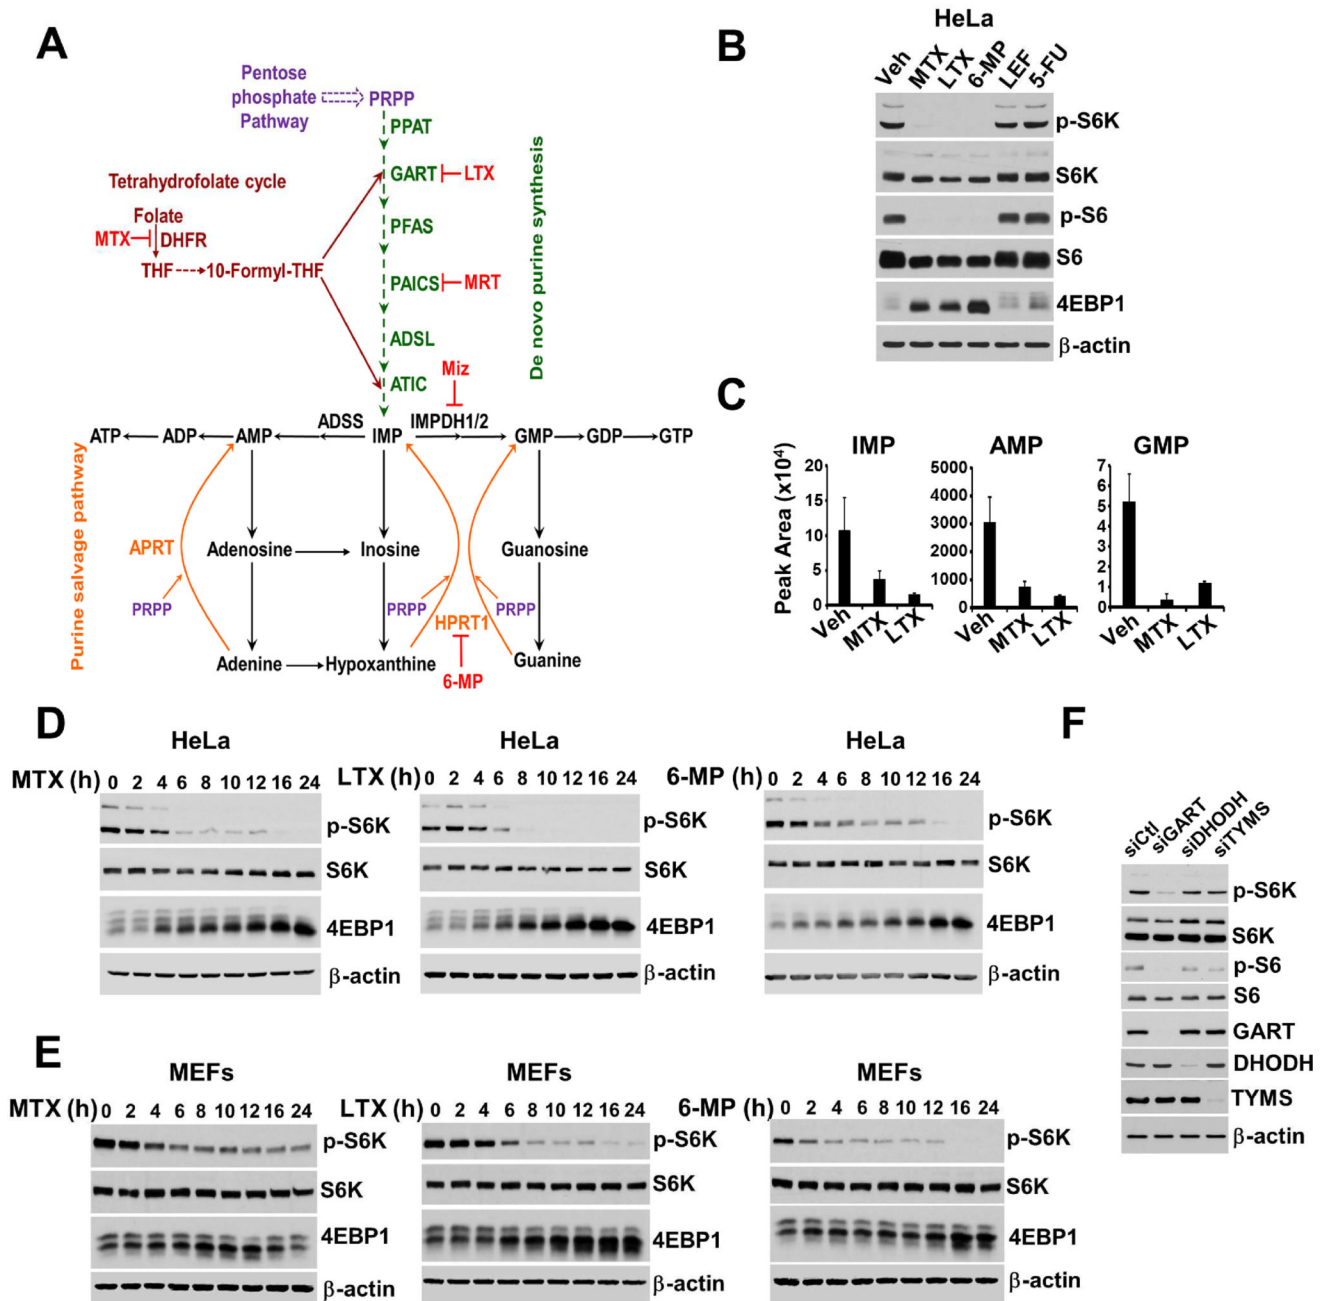 A
Pentose
phosphate
Pathway
PRPP
PPAT
GART
LTX
Tetrahydrofolate cycle
Folate
MTX
DHFR
THF
10-Formyl-THF
PFAS
PAICS
MRT
ADSL
ATIC
De novo purine synthesis
Miz
ADSS
IMPDH1/2
ATP
ADP
AMP
IMP
GMP
GDP
GTP
Purine salvage pathway
APRT
Adenosine
Inosine
Guanosine
PRPP
PRPP
PRPP
HPRT1
Adenine
Hypoxanthine
Guanine
6-MP
B
HeLa
Veh MTX LTX 6-MP LEF 5-FU
p-S6K
S6K
p-S6
S6
4EBP1
β-actin
C
IMP AMP GMP
Peak Area (x10⁴)
20
15
10
5
0
Veh MTX LTX
5000
4000
3000
2000
1000
0
Veh MTX LTX
7
6
5
4
3
2
1
0
Veh MTX LTX
D
HeLa
MTX (h) 0 2 4 6 8 10 12 16 24
p-S6K
S6K
4EBP1
β-actin
HeLa
LTX (h) 0 2 4 6 8 10 12 16 24
p-S6K
S6K
4EBP1
β-actin
HeLa
6-MP (h) 0 2 4 6 8 10 12 16 24
p-S6K
S6K
4EBP1
β-actin
E
MEFs
MTX (h) 0 2 4 6 8 10 12 16 24
p-S6K
S6K
4EBP1
β-actin
MEFs
LTX (h) 0 2 4 6 8 10 12 16 24
p-S6K
S6K
4EBP1
β-actin
MEFs
6-MP (h) 0 2 4 6 8 10 12 16 24
p-S6K
S6K
4EBP1
β-actin
F
siCtl siGART siDHODH siTYMS
p-S6K
S6K
p-S6
S6
GART
DHODH
TYMS
β-actin